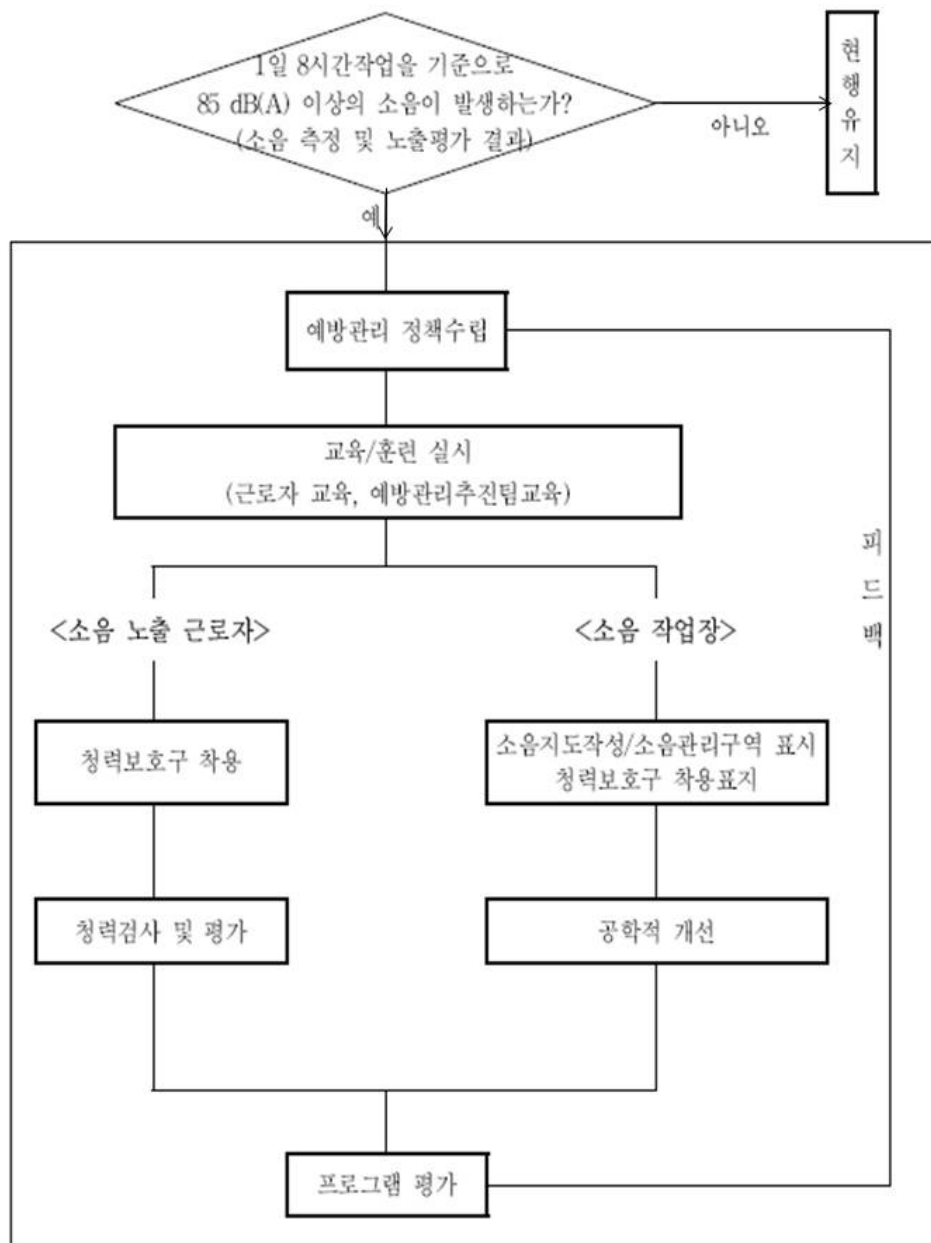 1일 8시간작업을 기준으로
85 dB(A) 이상의 소음이 발생하는가?
(소음 측정 및 노출평가 결과)
아니오
현
행
유
지
예
예방관리 정책수립
교육/훈련 실시
(근로자 교육, 예방관리추진팀교육)
피
드
백
<소음 노출 근로자>
<소음 작업장>
청력보호구 착용
소음지도작성/소음관리구역 표시
청력보호구 착용표지
청력검사 및 평가
공학적 개선
프로그램 평가